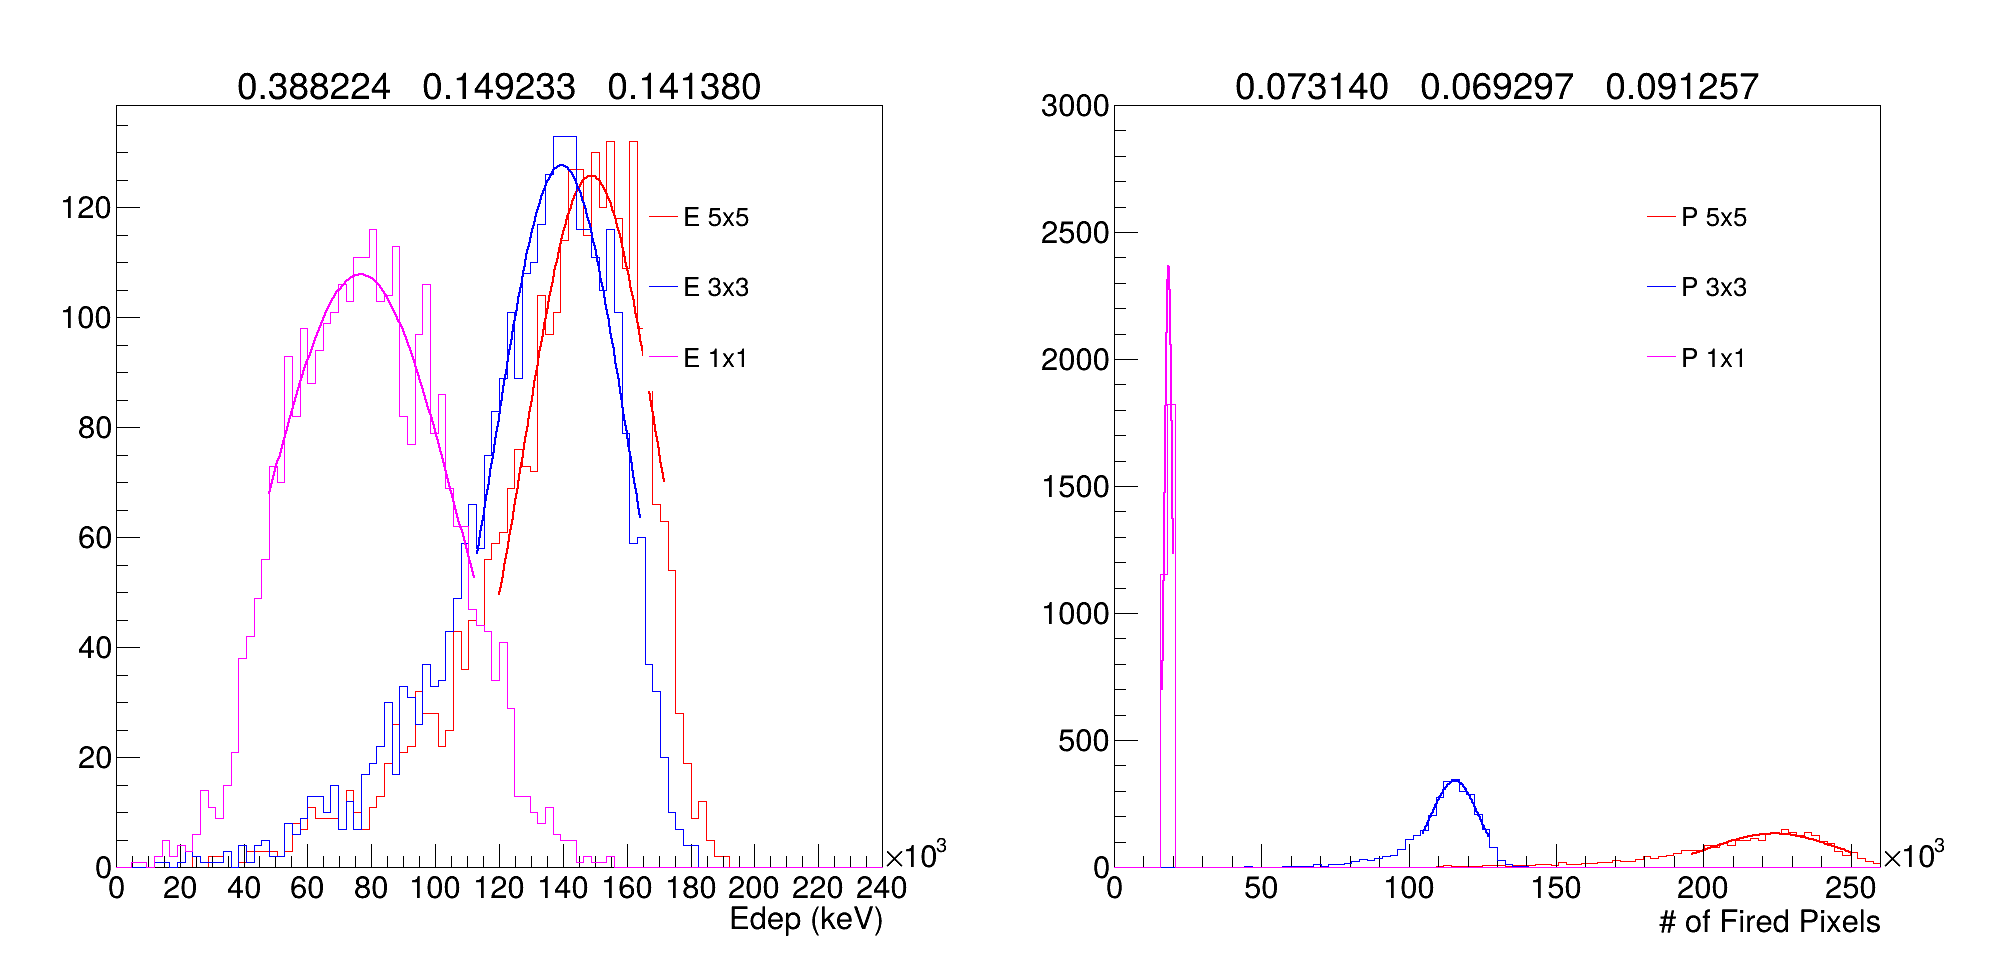 0.388224 0.149233 0.141380
120
100
80
60
40
20
0
E 5x5
E 3x3
E 1x1
0 20 40 60 80 100 120 140 160 180 200 220 240
×10³
Edep (keV)
0.073140 0.069297 0.091257
3000
2500
2000
1500
1000
500
0
P 5x5
P 3x3
P 1x1
0 50 100 150 200 250
×10³
# of Fired Pixels